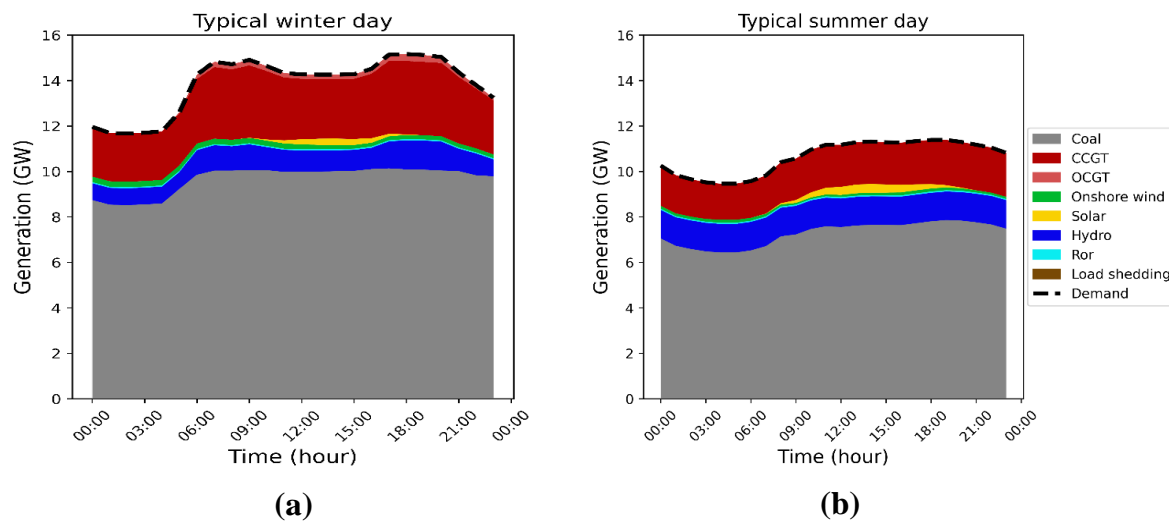 Typical winter day
Generation (GW)
16
14
12
10
8
6
4
2
0
00:00 03:00 06:00 09:00 12:00 15:00 18:00 21:00 00:00
Time (hour)
(a)
Typical summer day
Generation (GW)
16
14
12
10
8
6
4
2
0
00:00 03:00 06:00 09:00 12:00 15:00 18:00 21:00 00:00
Time (hour)
(b)
Coal
CCGT
OCGT
Onshore wind
Solar
Hydro
Ror
Load shedding
Demand